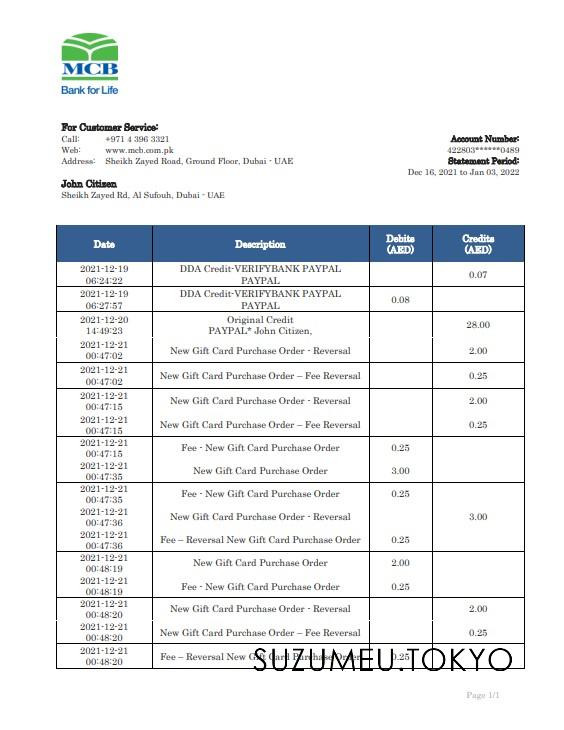 MCB
Bank for Life
For Customer Service:
Call: +971 4 396 3321
Web: www.mcb.com.pk
Address: Sheikh Zayed Road, Ground Floor, Dubai - UAE
Account Number:
422803******0489
Statement Period:
Dec 16, 2021 to Jan 03, 2022
John Citizen
Sheikh Zayed Rd, Al Sufouh, Dubai - UAE
Date Description Debits (AED) Credits (AED)
2021-12-19 06:24:22 DDA Credit-VERIFYBANK PAYPAL PAYPAL 0.07
2021-12-19 06:27:57 DDA Credit-VERIFYBANK PAYPAL PAYPAL 0.08
2021-12-20 14:49:23 Original Credit PAYPAL* John Citizen, 28.00
2021-12-21 00:47:02 New Gift Card Purchase Order - Reversal 2.00
2021-12-21 00:47:02 New Gift Card Purchase Order – Fee Reversal 0.25
2021-12-21 00:47:15 New Gift Card Purchase Order - Reversal 2.00
2021-12-21 00:47:15 New Gift Card Purchase Order – Fee Reversal 0.25
2021-12-21 00:47:15 Fee - New Gift Card Purchase Order 0.25
2021-12-21 00:47:35 New Gift Card Purchase Order 3.00
2021-12-21 00:47:35 Fee - New Gift Card Purchase Order 0.25
2021-12-21 00:47:36 New Gift Card Purchase Order - Reversal 3.00
2021-12-21 00:47:36 Fee – Reversal New Gift Card Purchase Order 0.25
2021-12-21 00:48:19 New Gift Card Purchase Order 2.00
2021-12-21 00:48:19 Fee - New Gift Card Purchase Order 0.25
2021-12-21 00:48:20 New Gift Card Purchase Order - Reversal 2.00
2021-12-21 00:48:20 New Gift Card Purchase Order – Fee Reversal 0.25
2021-12-21 00:48:20 Fee – Reversal New Gift Card Purchase Order 0.25
SUZUMEU.TOKYO
Page 1/1